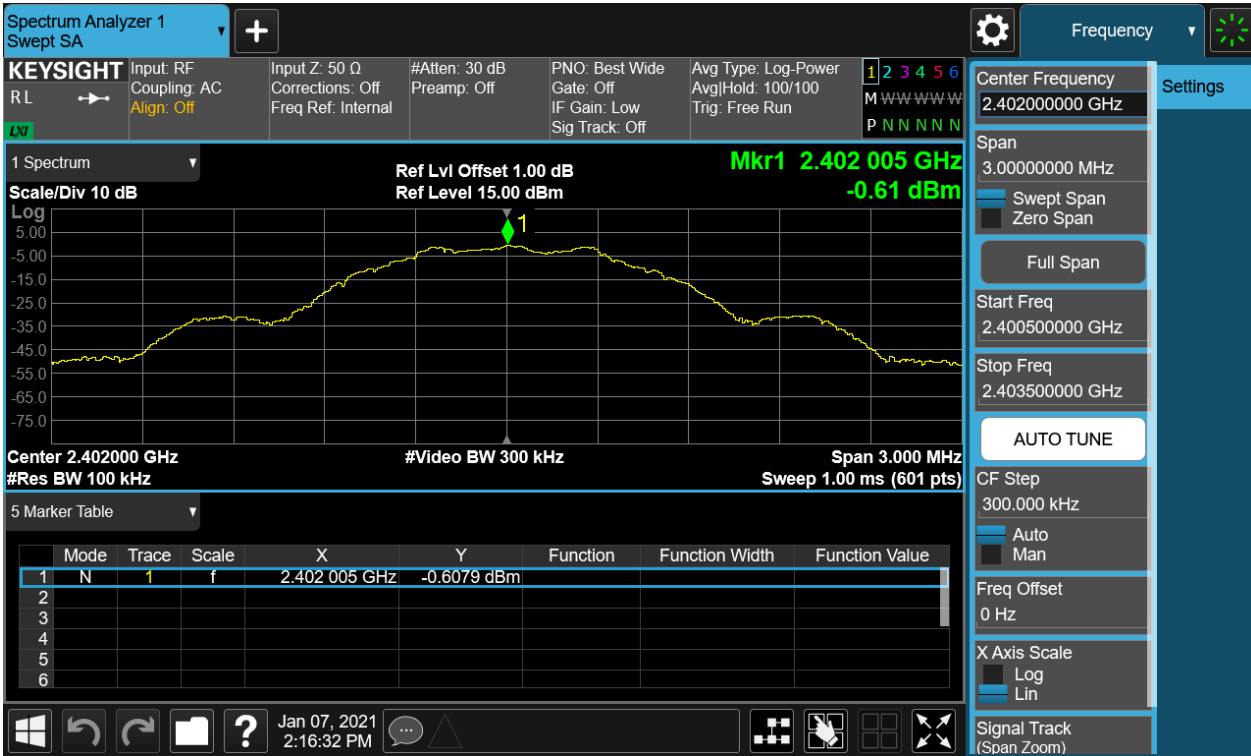 Spectrum Analyzer 1
Swept SA
Frequency
KEYSIGHT
RL
LXI
Input: RF
Coupling: AC
Align: Off
Input Z: 50 Ω
Corrections: Off
Freq Ref: Internal
#Atten: 30 dB
Preamp: Off
PNO: Best Wide
Gate: Off
IF Gain: Low
Sig Track: Off
Avg Type: Log-Power
Avg|Hold: 100/100
Trig: Free Run
1 2 3 4 5 6
M W W W W W
P N N N N N
1 Spectrum
Scale/Div 10 dB
Ref Lvl Offset 1.00 dB
Ref Level 15.00 dBm
Mkr1 2.402 005 GHz
-0.61 dBm
Log
1
5.00
-5.00
-15.0
-25.0
-35.0
-45.0
-55.0
-65.0
-75.0
Center 2.402000 GHz
#Video BW 300 kHz
Span 3.000 MHz
#Res BW 100 kHz
Sweep 1.00 ms (601 pts)
5 Marker Table
Mode Trace Scale X Y Function Function Width Function Value
1 N 1 f 2.402 005 GHz -0.6079 dBm
2
3
4
5
6
Jan 07, 2021
2:16:32 PM
Center Frequency
2.402000000 GHz
Settings
Span
3.00000000 MHz
Swept Span
Zero Span
Full Span
Start Freq
2.400500000 GHz
Stop Freq
2.403500000 GHz
AUTO TUNE
CF Step
300.000 kHz
Auto
Man
Freq Offset
0 Hz
X Axis Scale
Log
Lin
Signal Track
(Span Zoom)